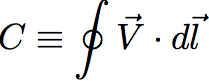 C ≡ ∮ V⃗ · dl⃗